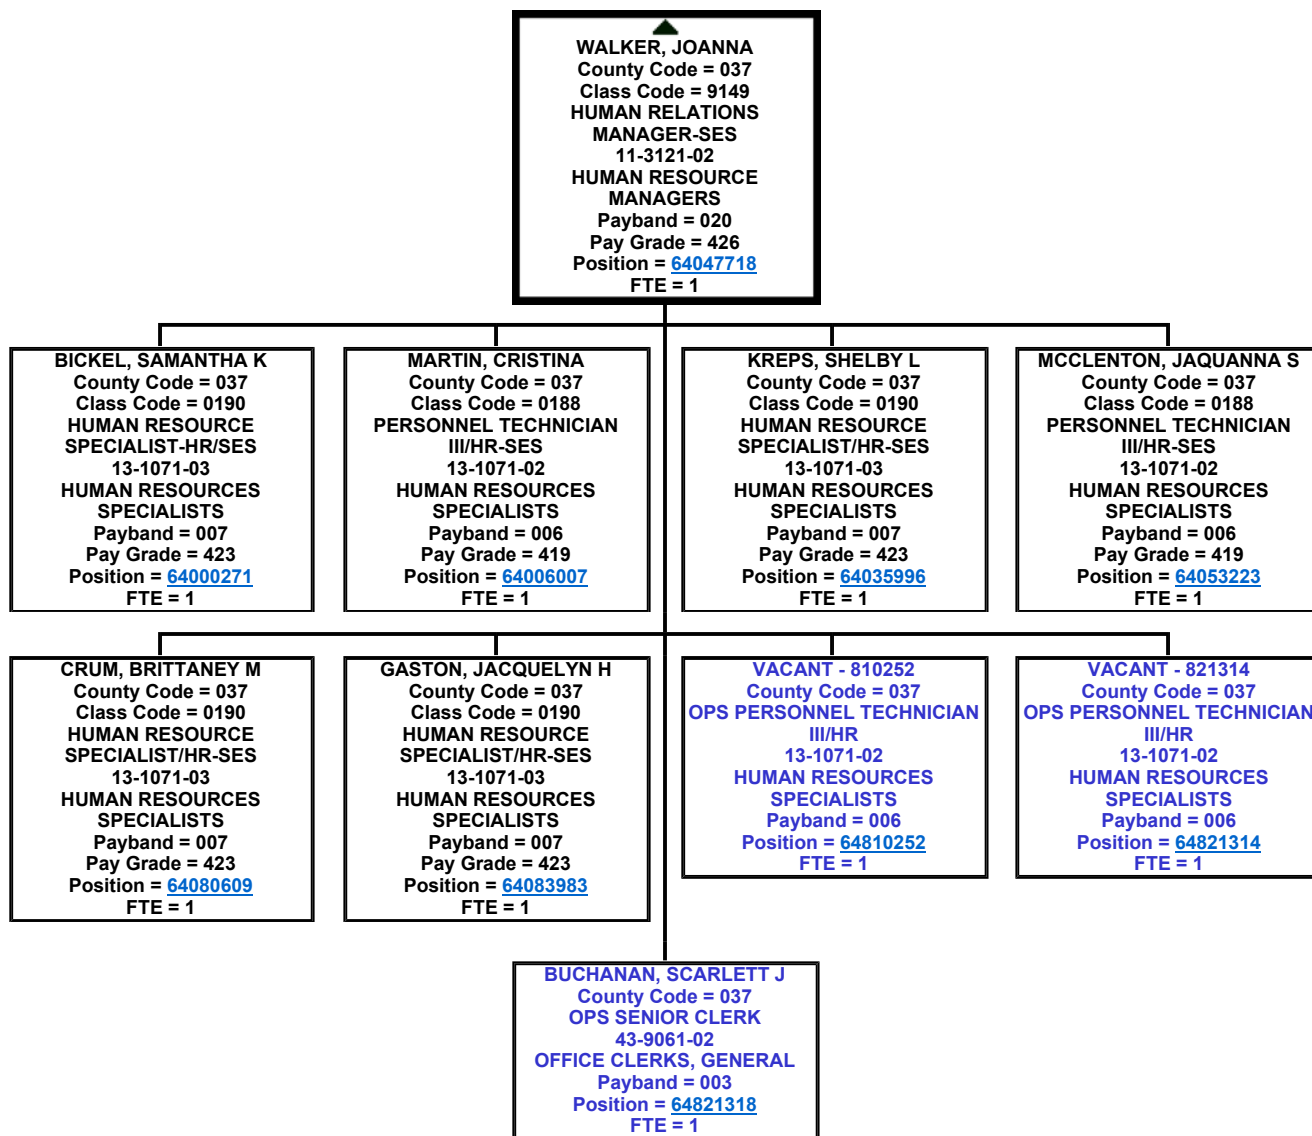 WALKER, JOANNA
County Code = 037
Class Code = 9149
HUMAN RELATIONS
MANAGER-SES
11-3121-02
HUMAN RESOURCE
MANAGERS
Payband = 020
Pay Grade = 426
Position = 64047718
FTE = 1
BICKEL, SAMANTHA K
County Code = 037
Class Code = 0190
HUMAN RESOURCE
SPECIALIST-HR/SES
13-1071-03
HUMAN RESOURCES
SPECIALISTS
Payband = 007
Pay Grade = 423
Position = 64000271
FTE = 1
MARTIN, CRISTINA
County Code = 037
Class Code = 0188
PERSONNEL TECHNICIAN
III/HR-SES
13-1071-02
HUMAN RESOURCES
SPECIALISTS
Payband = 006
Pay Grade = 419
Position = 64006007
FTE = 1
KREPS, SHELBY L
County Code = 037
Class Code = 0190
HUMAN RESOURCE
SPECIALIST/HR-SES
13-1071-03
HUMAN RESOURCES
SPECIALISTS
Payband = 007
Pay Grade = 423
Position = 64035996
FTE = 1
MCCLENTON, JAQUANNA S
County Code = 037
Class Code = 0188
PERSONNEL TECHNICIAN
III/HR-SES
13-1071-02
HUMAN RESOURCES
SPECIALISTS
Payband = 006
Pay Grade = 419
Position = 64053223
FTE = 1
CRUM, BRITTANEY M
County Code = 037
Class Code = 0190
HUMAN RESOURCE
SPECIALIST/HR-SES
13-1071-03
HUMAN RESOURCES
SPECIALISTS
Payband = 007
Pay Grade = 423
Position = 64080609
FTE = 1
GASTON, JACQUELYN H
County Code = 037
Class Code = 0190
HUMAN RESOURCE
SPECIALIST/HR-SES
13-1071-03
HUMAN RESOURCES
SPECIALISTS
Payband = 007
Pay Grade = 423
Position = 64083983
FTE = 1
VACANT - 810252
County Code = 037
OPS PERSONNEL TECHNICIAN
III/HR
13-1071-02
HUMAN RESOURCES
SPECIALISTS
Payband = 006
Position = 64810252
FTE = 1
VACANT - 821314
County Code = 037
OPS PERSONNEL TECHNICIAN
III/HR
13-1071-02
HUMAN RESOURCES
SPECIALISTS
Payband = 006
Position = 64821314
FTE = 1
BUCHANAN, SCARLETT J
County Code = 037
OPS SENIOR CLERK
43-9061-02
OFFICE CLERKS, GENERAL
Payband = 003
Position = 64821318
FTE = 1